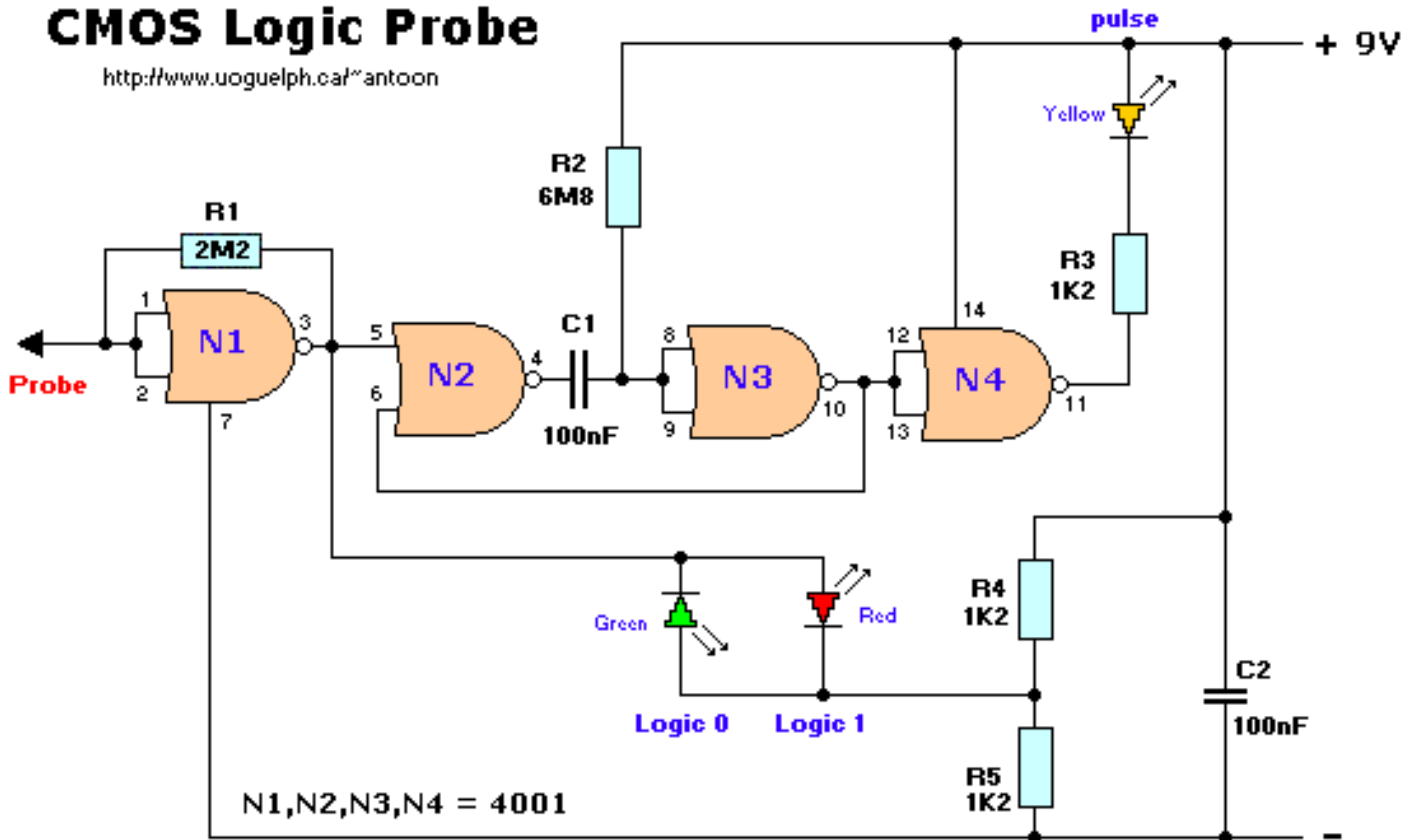 CMOS Logic Probe
http://www.uoguelph.ca/~antoon
pulse
+ 9V
Yellow
R2
6M8
R1
2M2
R3
1K2
Probe
1
2
N1
3
7
5
6
N2
4
C1
100nF
8
9
N3
10
12
13
14
N4
11
Green
Red
Logic 0
Logic 1
R4
1K2
C2
100nF
R5
1K2
N1,N2,N3,N4 = 4001
-